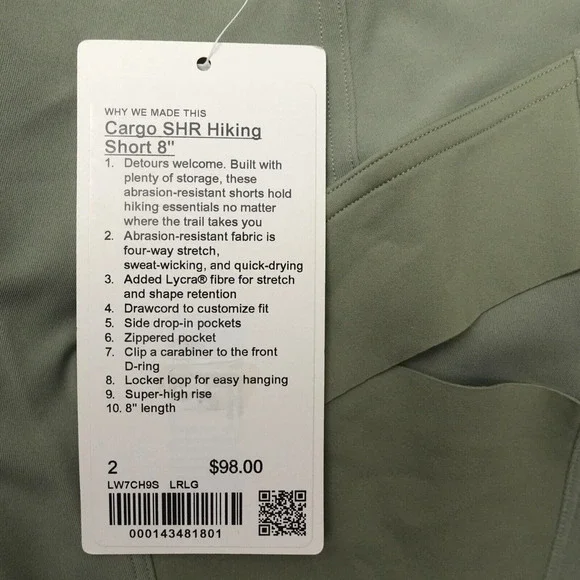 WHY WE MADE THIS
Cargo SHR Hiking
Short 8"
1. Detours welcome. Built with
plenty of storage, these
abrasion-resistant shorts hold
hiking essentials no matter
where the trail takes you
2. Abrasion-resistant fabric is
four-way stretch,
sweat-wicking, and quick-drying
3. Added Lycra® fibre for stretch
and shape retention
4. Drawcord to customize fit
5. Side drop-in pockets
6. Zippered pocket
7. Clip a carabiner to the front
D-ring
8. Locker loop for easy hanging
9. Super-high rise
10. 8" length
2 $98.00
LW7CH9S LRLG
000143481801